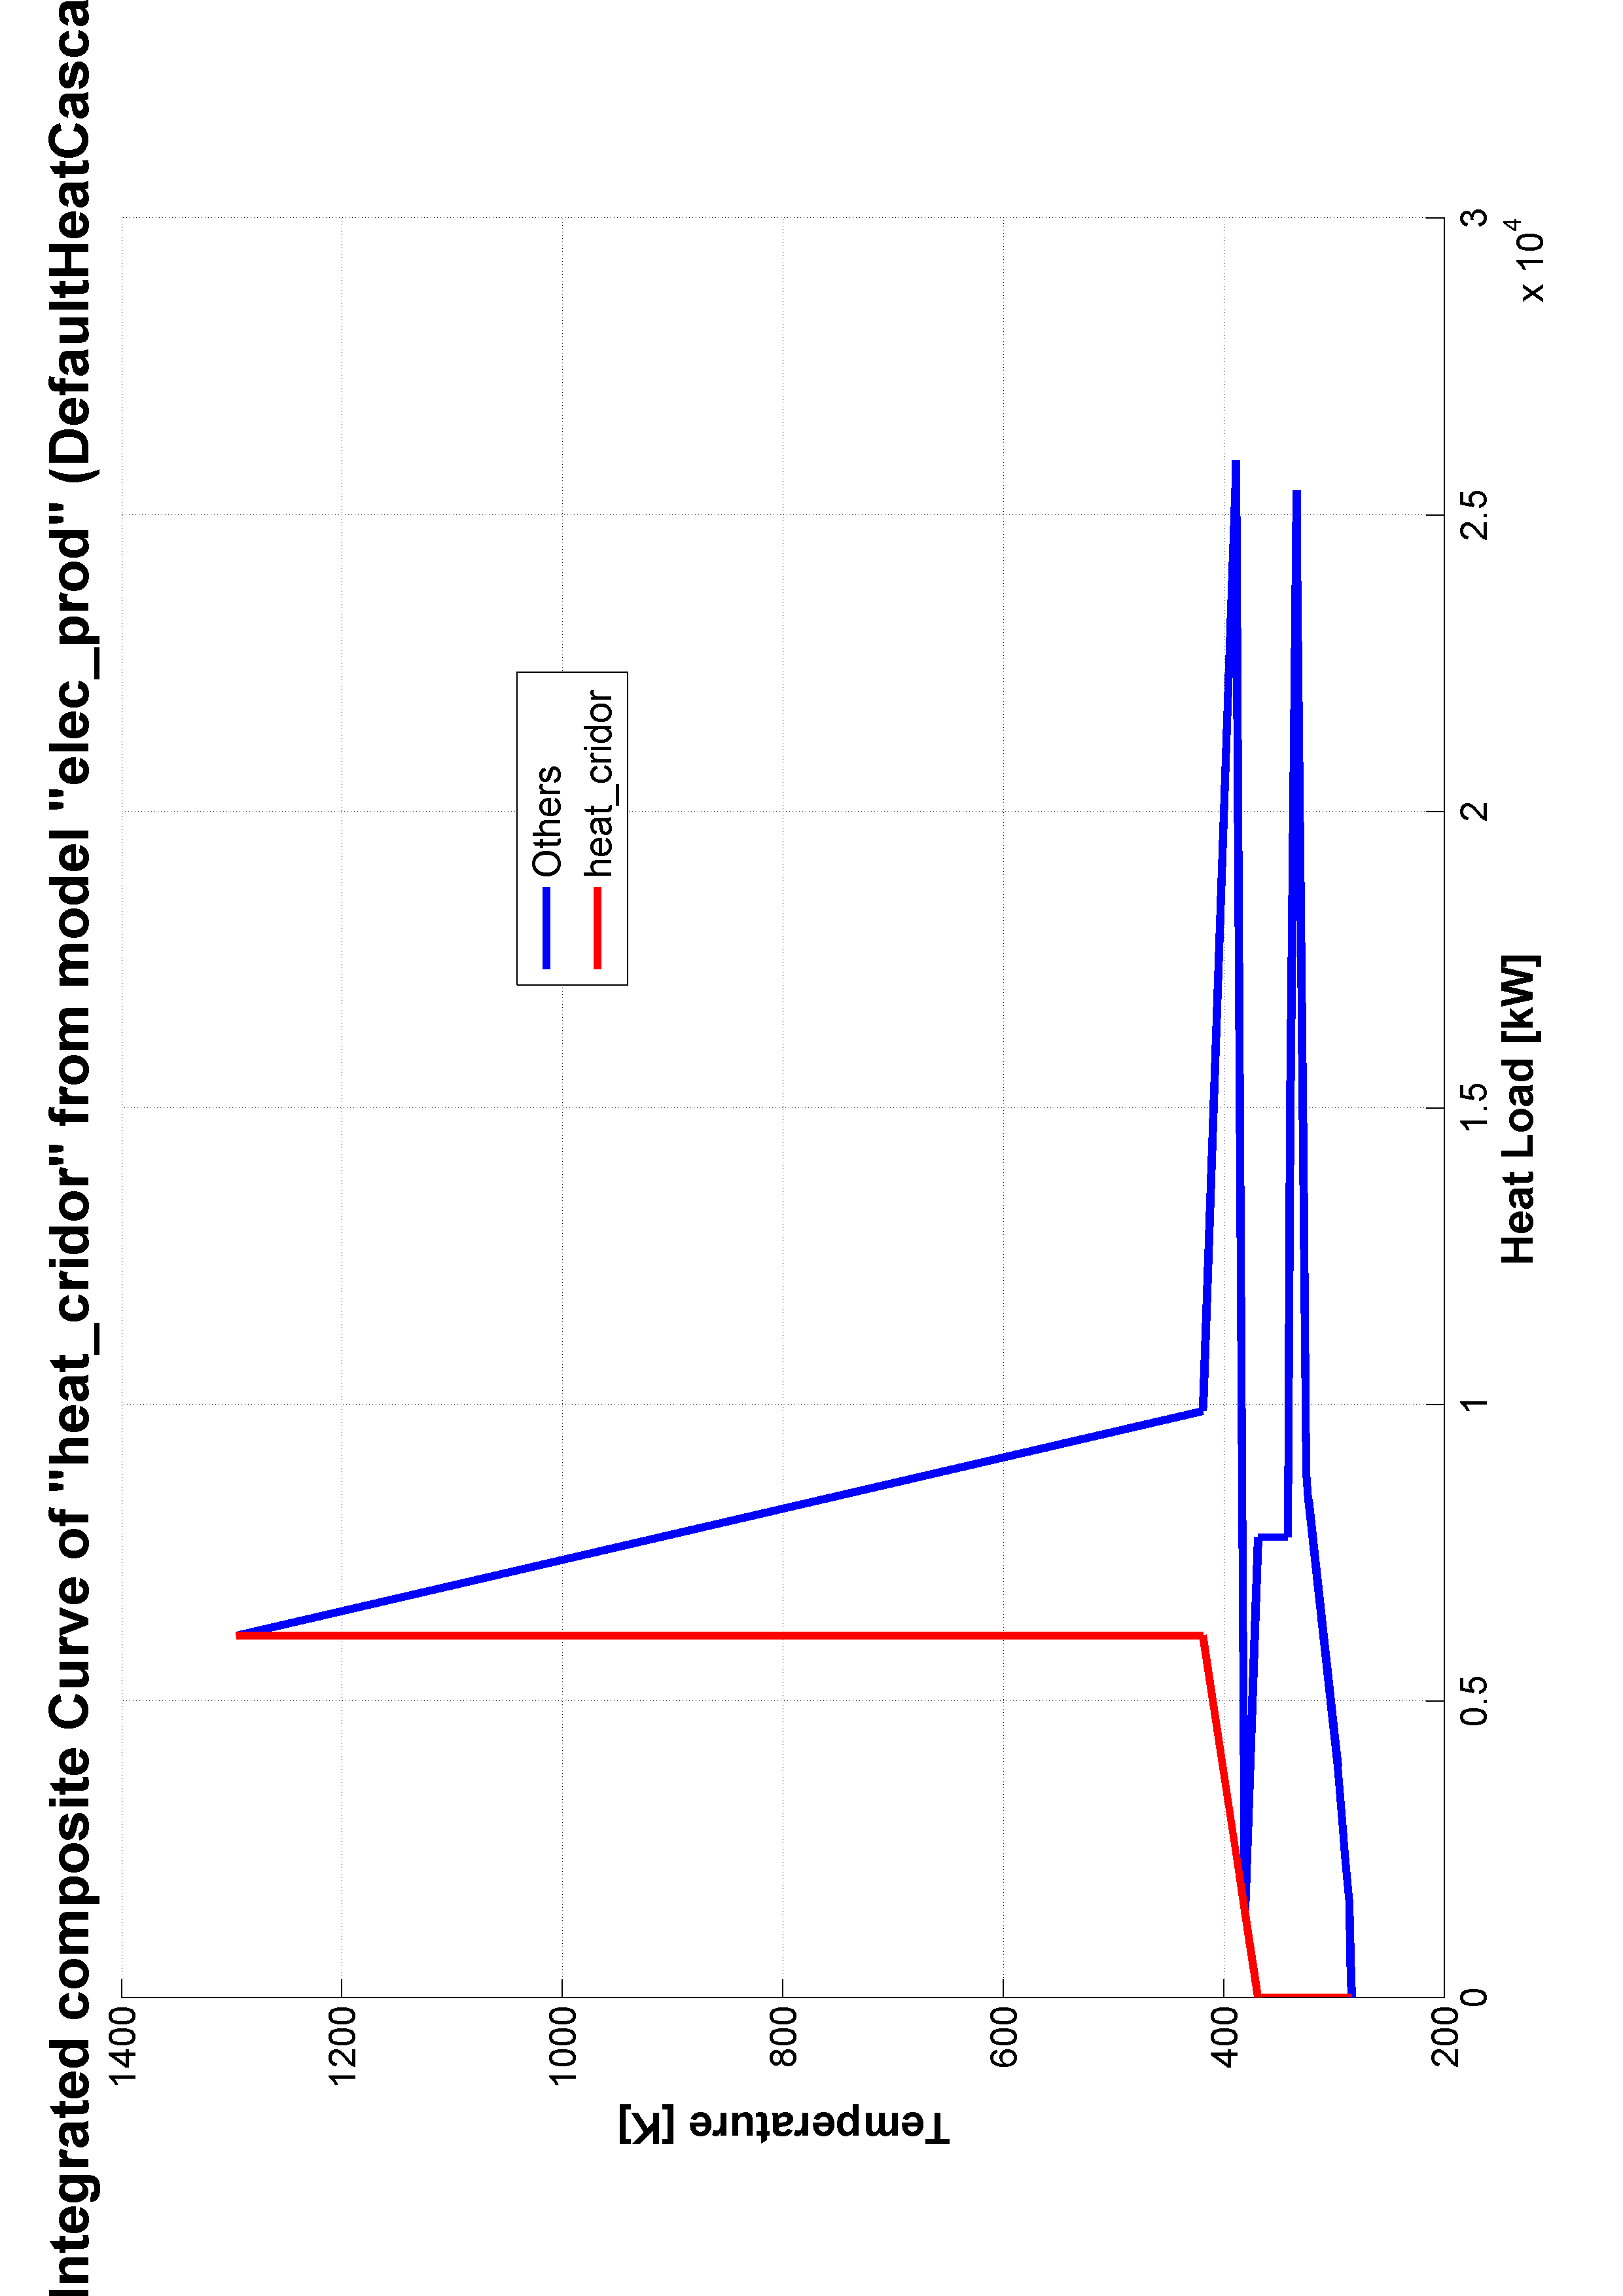 Integrated composite Curve of "heat_cridor" from model "elec_prod" (DefaultHeatCasca
1400
1200
1000
800
600
400
200
Temperature [K]
Others
heat_cridor
0
0.5
1
1.5
2
2.5
3
x 10^4
Heat Load [kW]